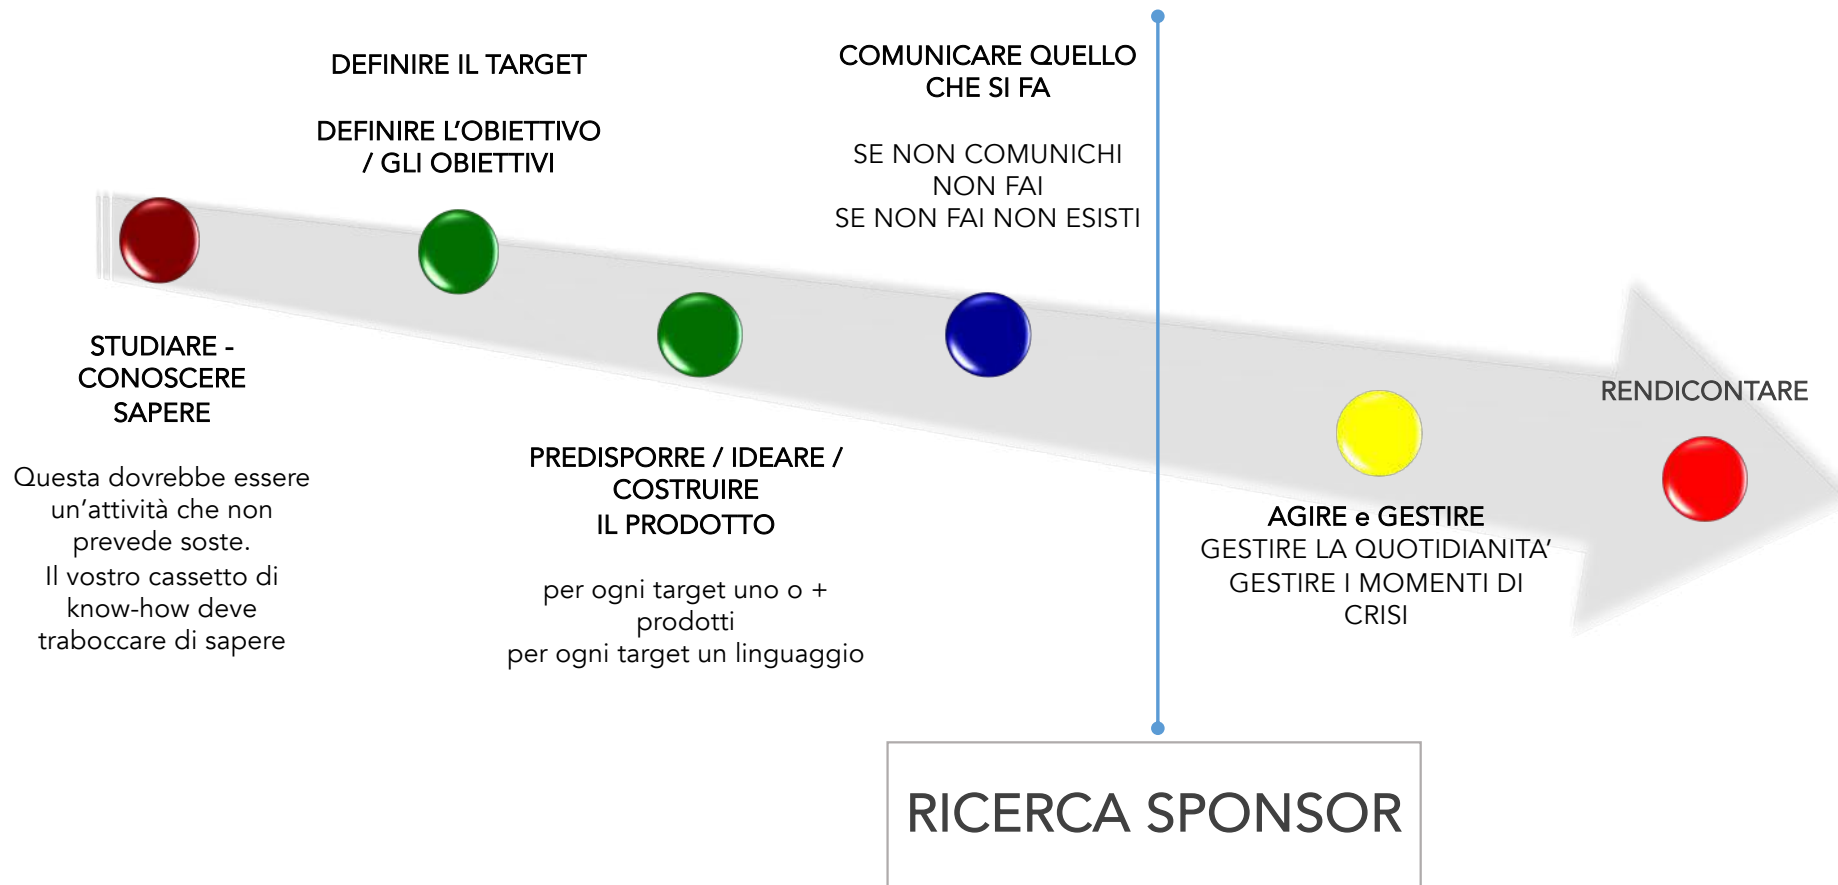 STUDIARE -
CONOSCERE
SAPERE
Questa dovrebbe essere
un’attività che non
prevede soste.
Il vostro cassetto di
know-how deve
traboccare di sapere
DEFINIRE IL TARGET
DEFINIRE L’OBIETTIVO
/ GLI OBIETTIVI
PREDISPORRE / IDEARE /
COSTRUIRE
IL PRODOTTO
per ogni target uno o +
prodotti
per ogni target un linguaggio
COMUNICARE QUELLO
CHE SI FA
SE NON COMUNICHI
NON FAI
SE NON FAI NON ESISTI
RICERCA SPONSOR
AGIRE e GESTIRE
GESTIRE LA QUOTIDIANITA’
GESTIRE I MOMENTI DI
CRISI
RENDICONTARE